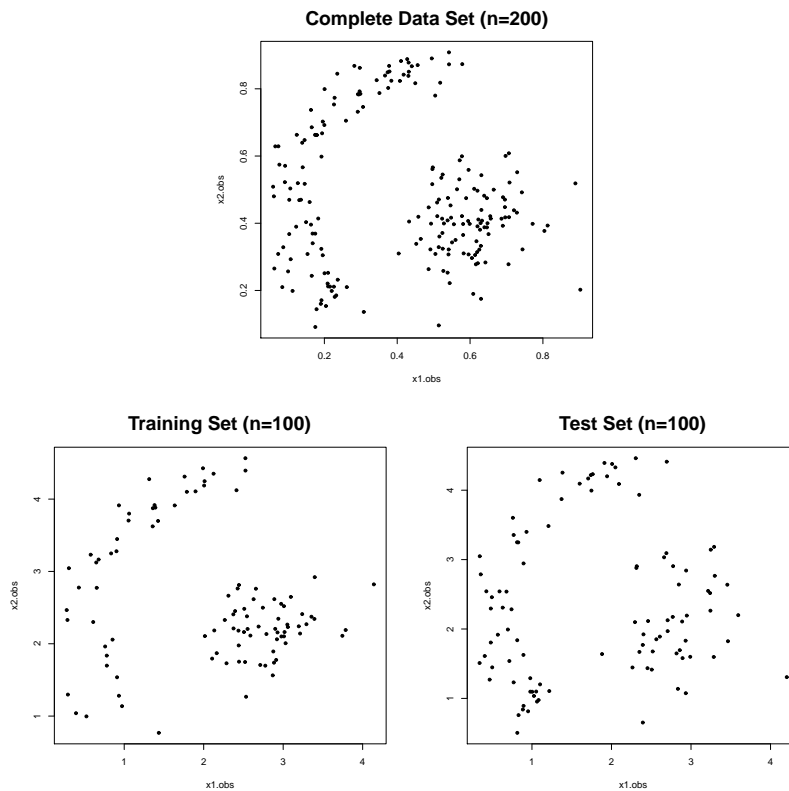 Complete Data Set (n=200)
0.8
0.6
0.4
0.2
x2.obs
0.2 0.4 0.6 0.8
x1.obs
Training Set (n=100)
4
3
2
1
x2.obs
1 2 3 4
x1.obs
Test Set (n=100)
4
3
2
1
x2.obs
1 2 3 4
x1.obs